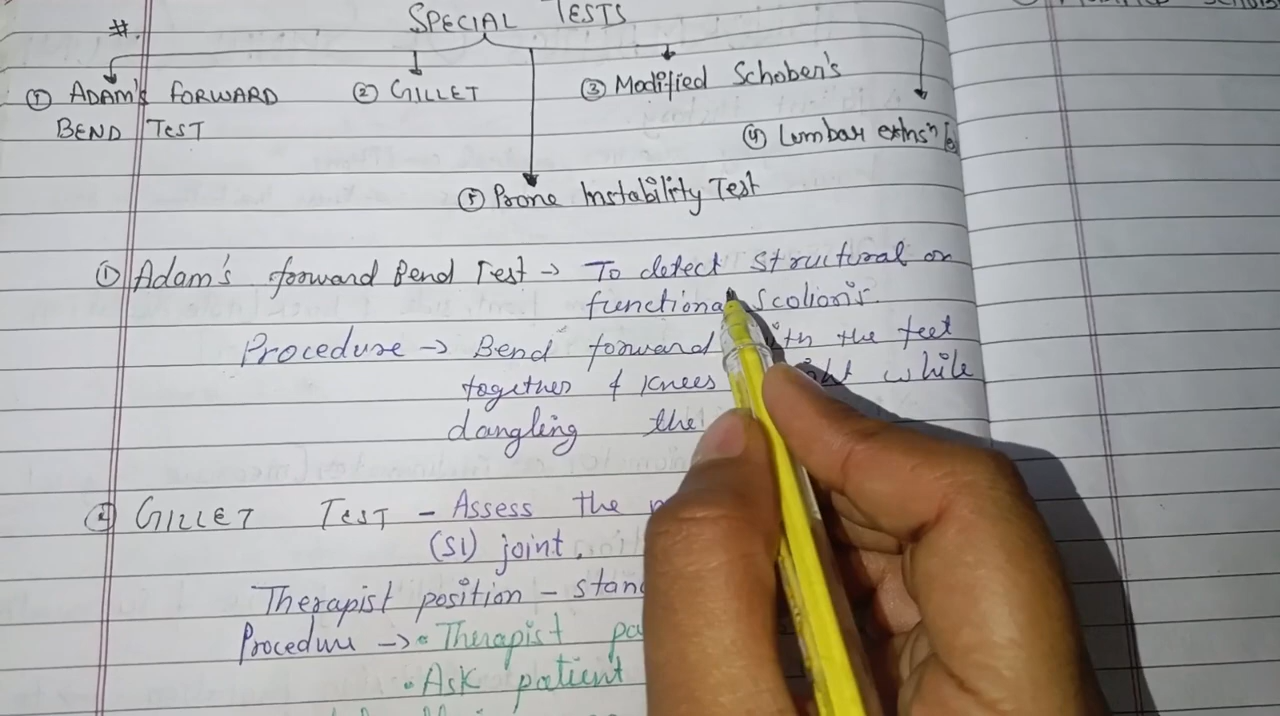 #. SPECIAL TESTS
① ADAM's FORWARD BEND TEST
② GILLET
③ Modified Schober's
④ Lumbar extnsⁿ
⑤ Prone Instability Test
① Adam's forward Bend Test → To detect structural or
functional Scoliosis.
Procedure → Bend forward with the feet
together & knees while
dangling the
② GILLET TEST - Assess the
(SI) joint.
Therapist position -
Procedure → • Therapist
• Ask patient